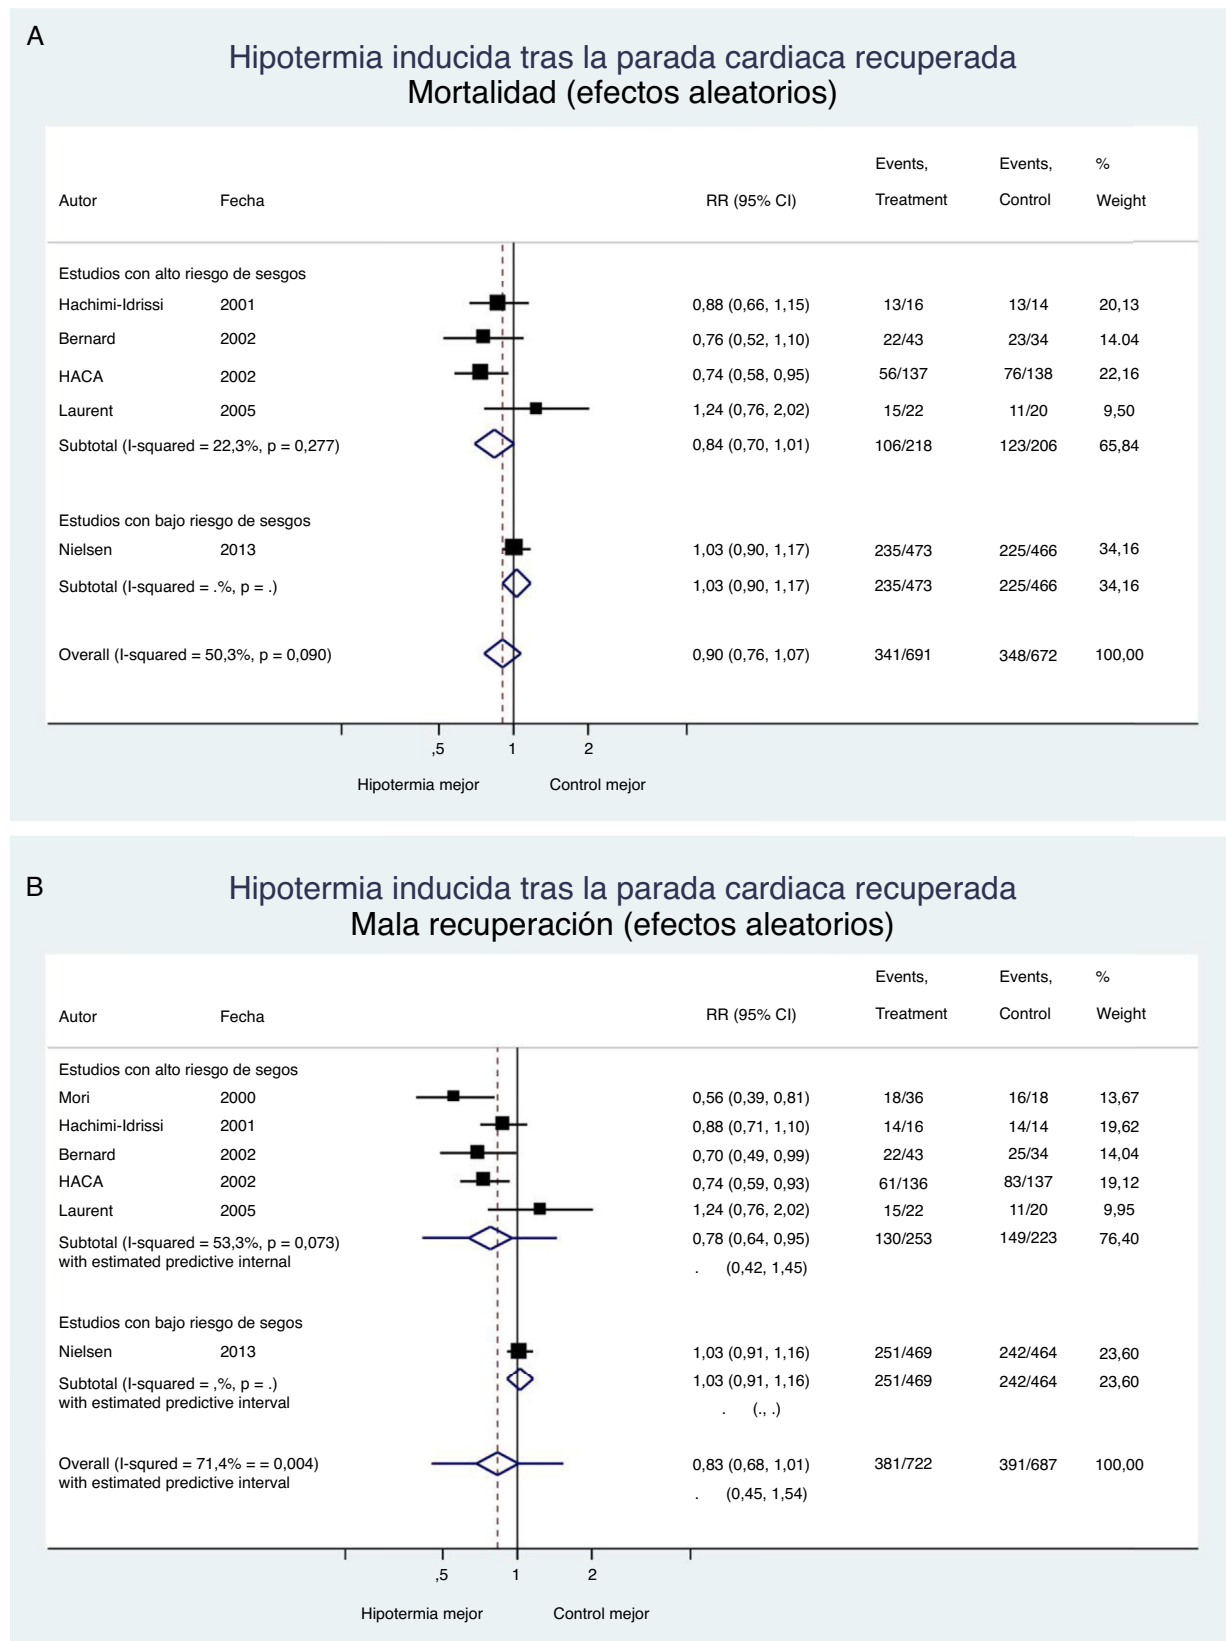 A
Hipotermia inducida tras la parada cardiaca recuperada
Mortalidad (efectos aleatorios)
Events, Events, %
Autor Fecha RR (95% CI) Treatment Control Weight
Estudios con alto riesgo de sesgos
Hachimi-Idrissi 2001 0,88 (0,66, 1,15) 13/16 13/14 20,13
Bernard 2002 0,76 (0,52, 1,10) 22/43 23/34 14.04
HACA 2002 0,74 (0,58, 0,95) 56/137 76/138 22,16
Laurent 2005 1,24 (0,76, 2,02) 15/22 11/20 9,50
Subtotal (I-squared = 22,3%, p = 0,277) 0,84 (0,70, 1,01) 106/218 123/206 65,84
Estudios con bajo riesgo de sesgos
Nielsen 2013 1,03 (0,90, 1,17) 235/473 225/466 34,16
Subtotal (I-squared = .%, p = .) 1,03 (0,90, 1,17) 235/473 225/466 34,16
Overall (I-squared = 50,3%, p = 0,090) 0,90 (0,76, 1,07) 341/691 348/672 100,00
,5 1 2
Hipotermia mejor Control mejor
B
Hipotermia inducida tras la parada cardiaca recuperada
Mala recuperación (efectos aleatorios)
Events, Events, %
Autor Fecha RR (95% CI) Treatment Control Weight
Estudios con alto riesgo de segos
Mori 2000 0,56 (0,39, 0,81) 18/36 16/18 13,67
Hachimi-Idrissi 2001 0,88 (0,71, 1,10) 14/16 14/14 19,62
Bernard 2002 0,70 (0,49, 0,99) 22/43 25/34 14,04
HACA 2002 0,74 (0,59, 0,93) 61/136 83/137 19,12
Laurent 2005 1,24 (0,76, 2,02) 15/22 11/20 9,95
Subtotal (I-squared = 53,3%, p = 0,073) 0,78 (0,64, 0,95) 130/253 149/223 76,40
with estimated predictive internal
. (0,42, 1,45)
Estudios con bajo riesgo de segos
Nielsen 2013 1,03 (0,91, 1,16) 251/469 242/464 23,60
Subtotal (I-squared = ,%, p = .) 1,03 (0,91, 1,16) 251/469 242/464 23,60
with estimated predictive interval
. (., .)
Overall (I-squred = 71,4% = = 0,004) 0,83 (0,68, 1,01) 381/722 391/687 100,00
with estimated predictive interval
. (0,45, 1,54)
,5 1 2
Hipotermia mejor Control mejor